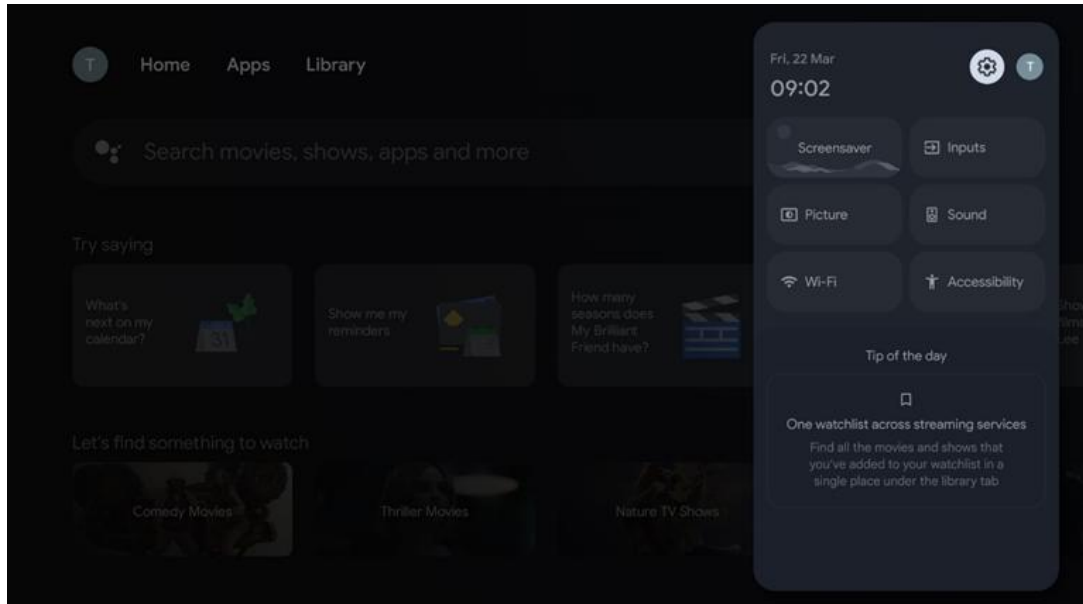 T
Home
Apps
Library
Search movies, shows, apps and more
Try saying
What's
next on my
calendar?
31
Show me my
reminders
How many
seasons does
My Brilliant
Friend have?
Let's find something to watch
Comedy Movies
Thriller Movies
Nature TV Shows
Fri, 22 Mar
09:02
T
Screensaver
Inputs
Picture
Sound
Wi-Fi
Accessibility
Tip of the day
One watchlist across streaming services
Find all the movies and shows that
you've added to your watchlist in a
single place under the library tab